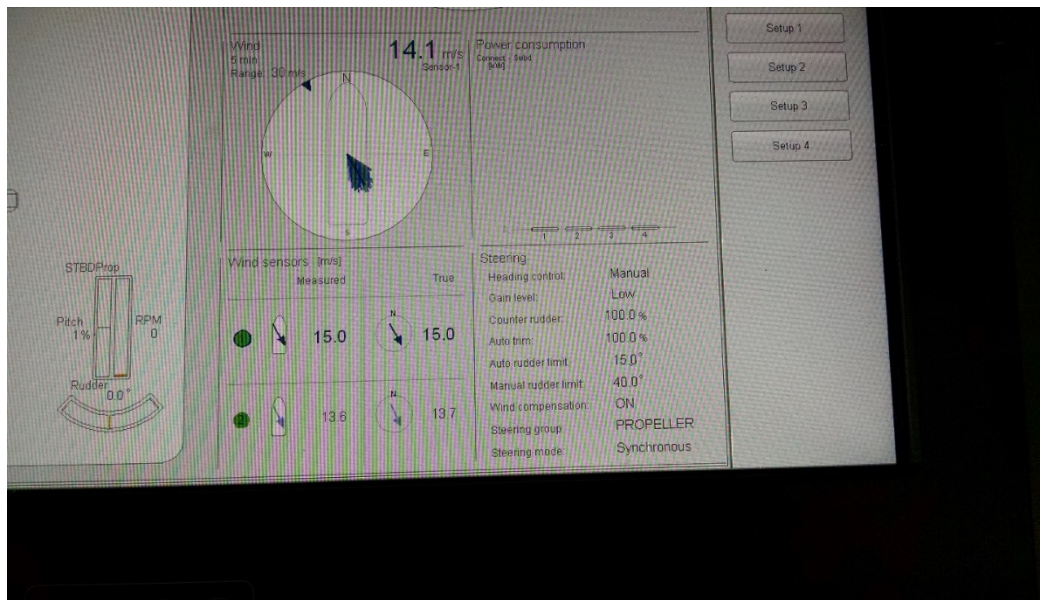 Wind
5 min
Range: 30 m/s
14.1 m/s
Sensor-1
N
W
E
S
Power consumption
Connect - Swbd
[kW]
1 2 3 4
Setup 1
Setup 2
Setup 3
Setup 4
STBDProp
Pitch
1%
RPM
0
Rudder
0.0°
Wind sensors [m/s]
Measured True
N
15.0 15.0
N
2 13.6 13.7
Steering
Heading control: Manual
Gain level: Low
Counter rudder: 100.0 %
Auto trim: 100.0 %
Auto rudder limit: 15.0°
Manual rudder limit: 40.0°
Wind compensation: ON
Steering group: PROPELLER
Steering mode: Synchronous